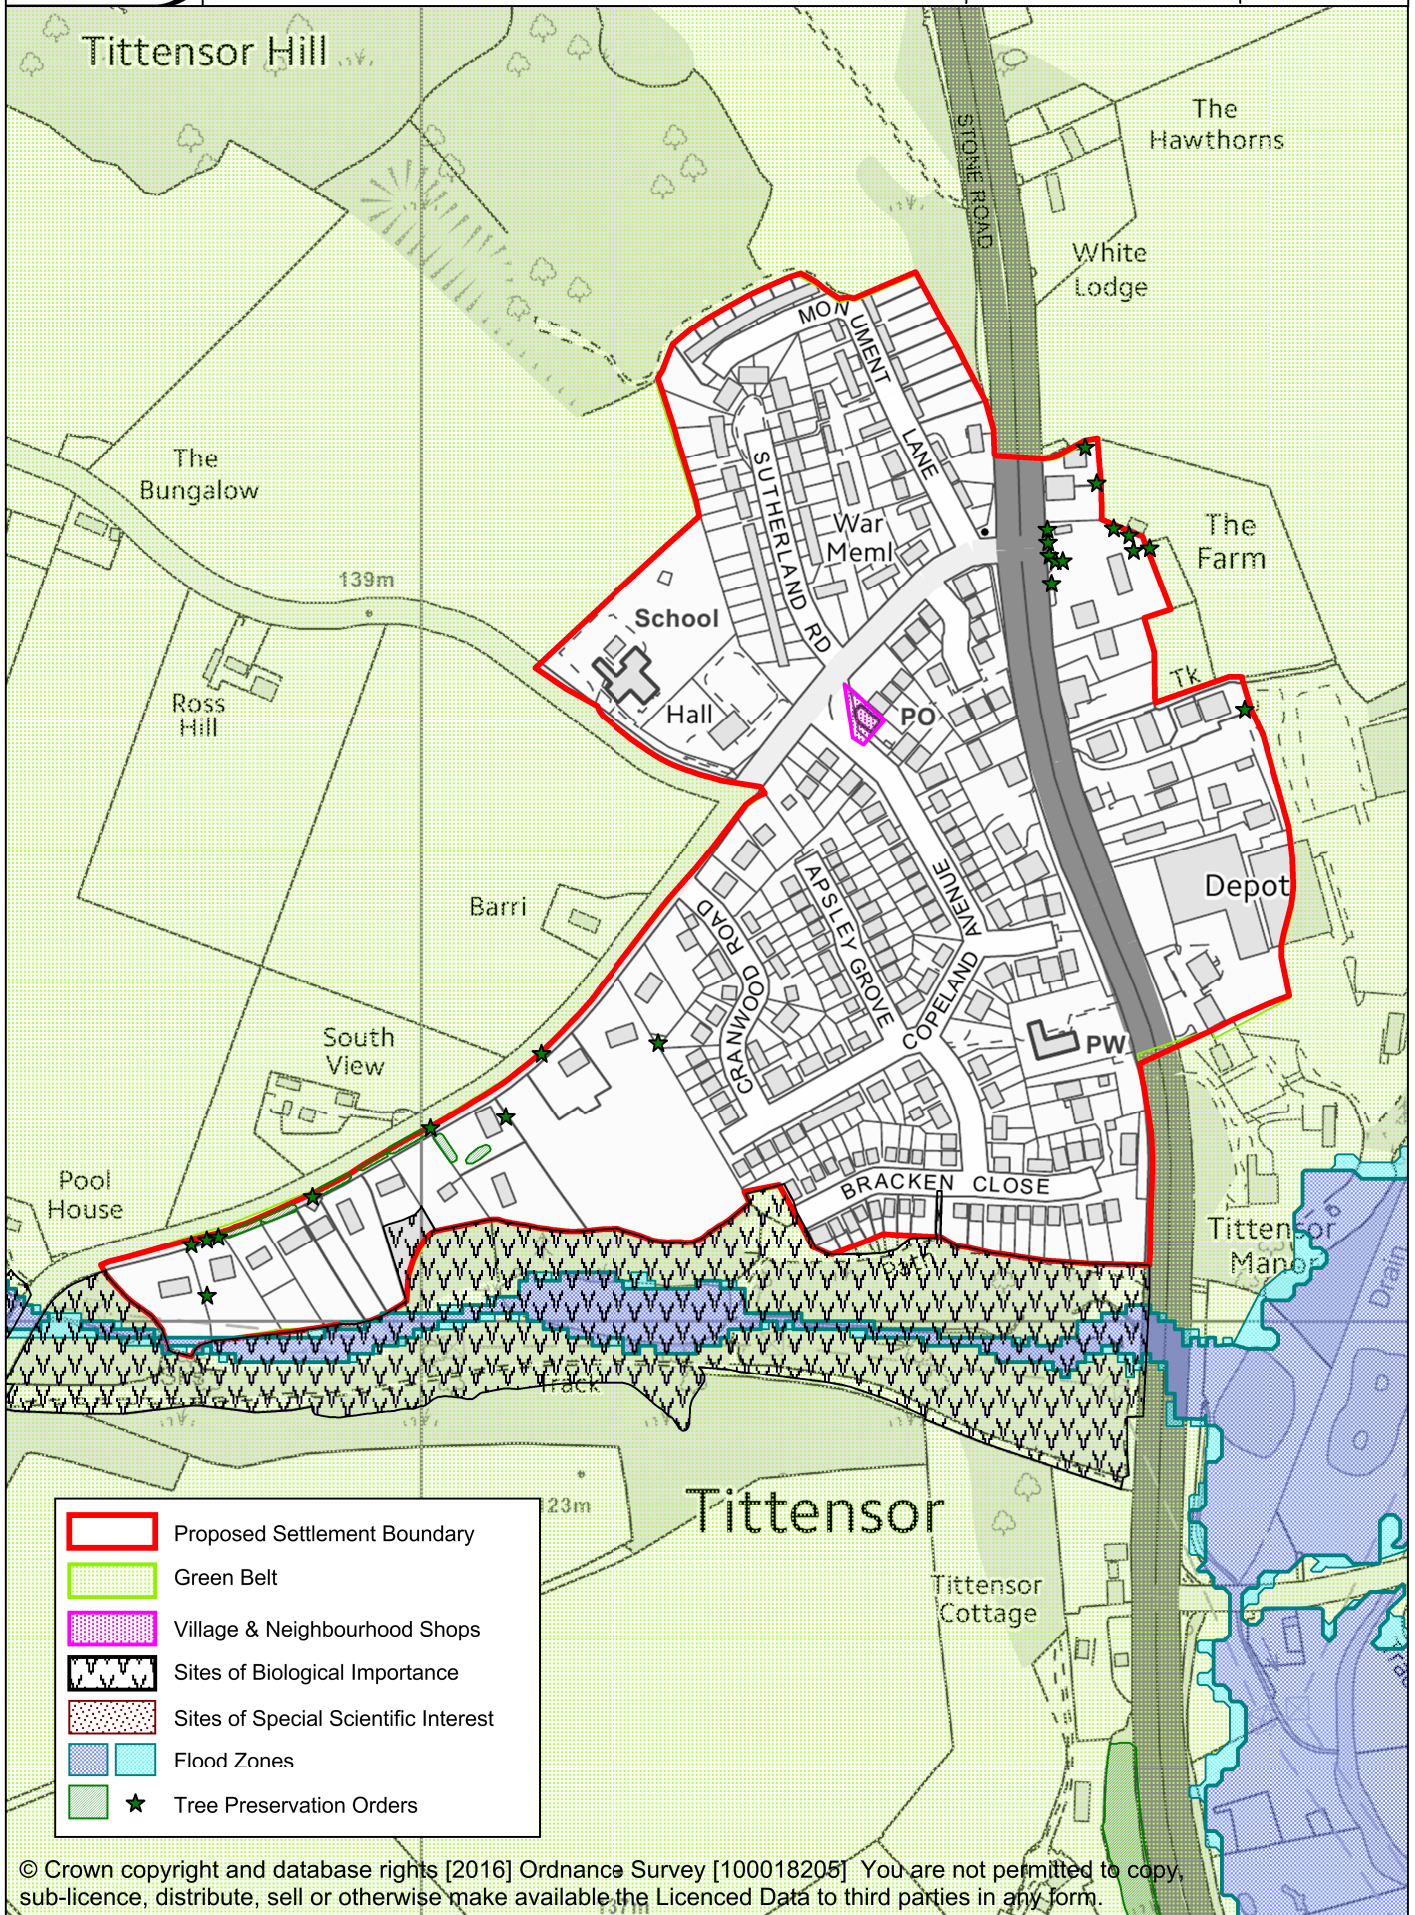 Tittensor Hill
The
Hawthorns
STONE ROAD
White
Lodge
MONUMENT LANE
The
Bungalow
SUTHERLAND RD
War
Meml
The
Farm
139m
School
Tk
Ross
Hill
Hall
PO
Depot
APSLEY GROVE
COPELAND AVENUE
Barri
CRANWOOD ROAD
South
View
PW
Pool
House
BRACKEN CLOSE
Tittensor
Manor
Path
Drain
Track
Tittensor
123m
Tittensor
Cottage
Proposed Settlement Boundary
Green Belt
Village & Neighbourhood Shops
Sites of Biological Importance
Sites of Special Scientific Interest
Flood Zones
Tree Preservation Orders
© Crown copyright and database rights [2016] Ordnance Survey [100018205] You are not permitted to copy,
sub-licence, distribute, sell or otherwise make available the Licenced Data to third parties in any form.
137m